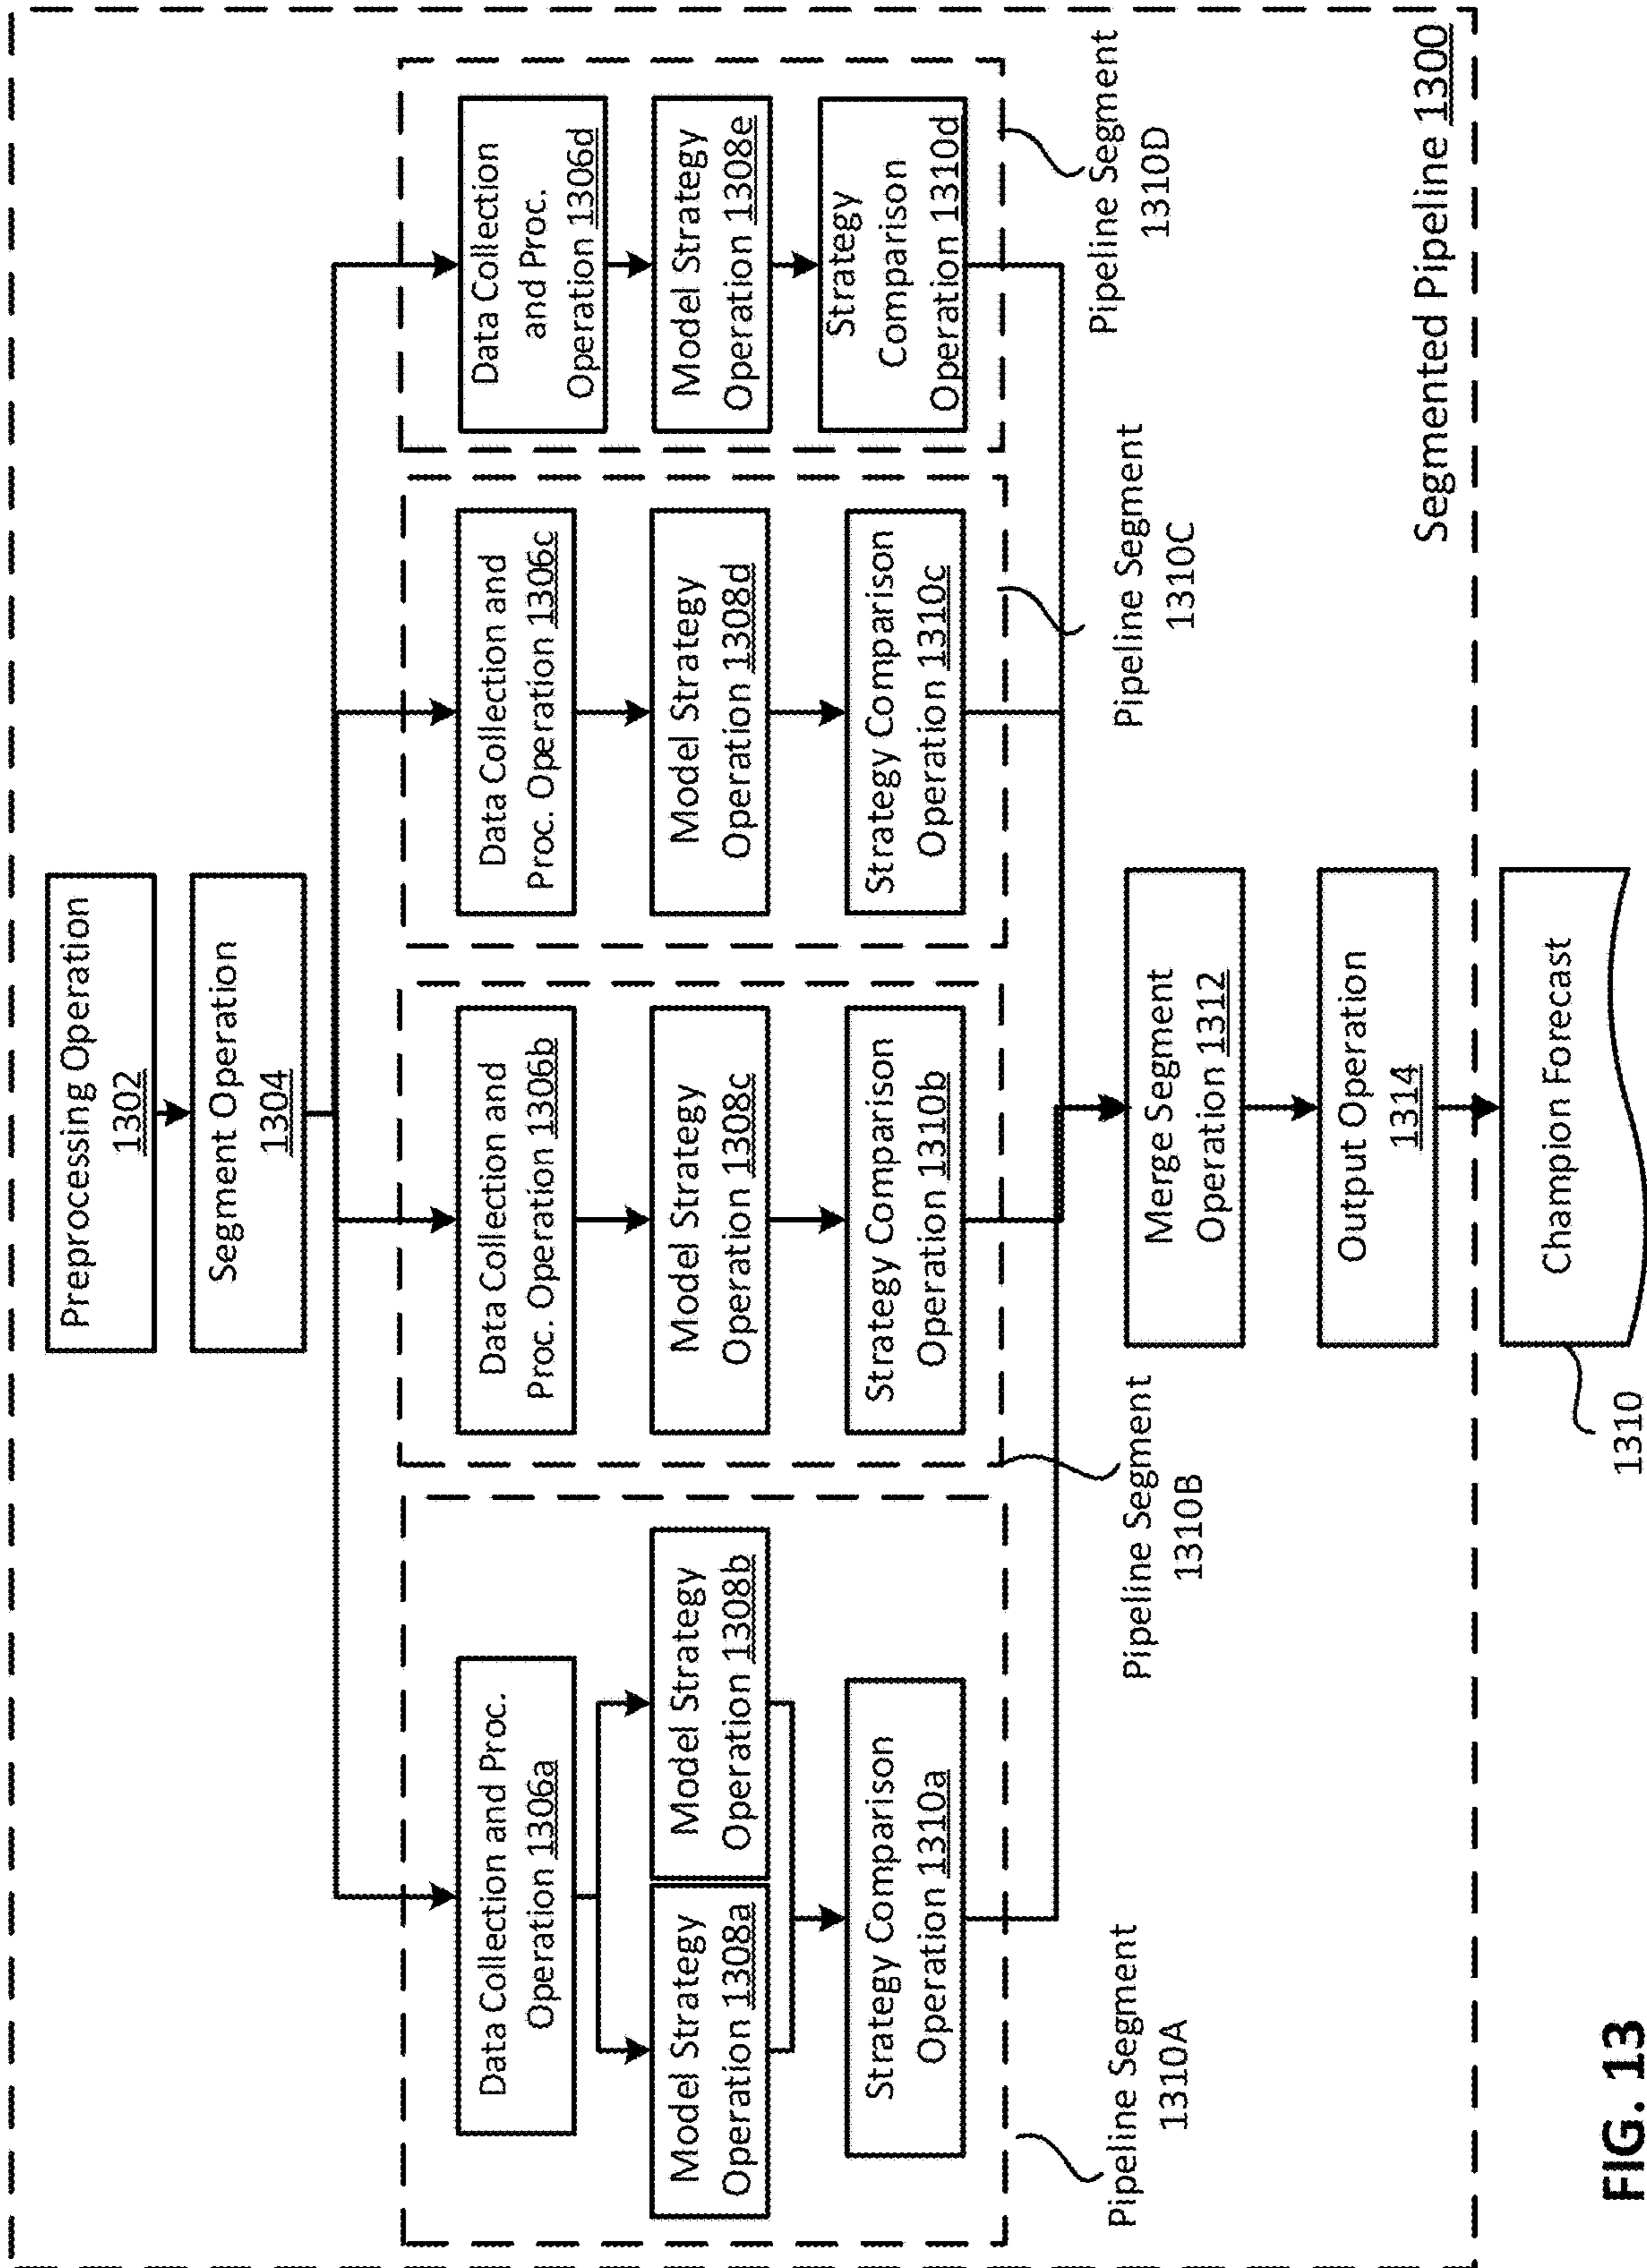 Preprocessing Operation
1302
Segment Operation
1304
Data Collection and Proc.
Operation 1306a
Model Strategy
Operation 1308a
Model Strategy
Operation 1308b
Strategy Comparison
Operation 1310a
Pipeline Segment
1310A
Data Collection and
Proc. Operation 1306b
Model Strategy
Operation 1308c
Strategy Comparison
Operation 1310b
Pipeline Segment
1310B
Data Collection and
Proc. Operation 1306c
Model Strategy
Operation 1308d
Strategy Comparison
Operation 1310c
Pipeline Segment
1310C
Data Collection
and Proc.
Operation 1306d
Model Strategy
Operation 1308e
Strategy
Comparison
Operation 1310d
Pipeline Segment
1310D
Merge Segment
Operation 1312
Output Operation
1314
Segmented Pipeline 1300
Champion Forecast
1310
FIG. 13